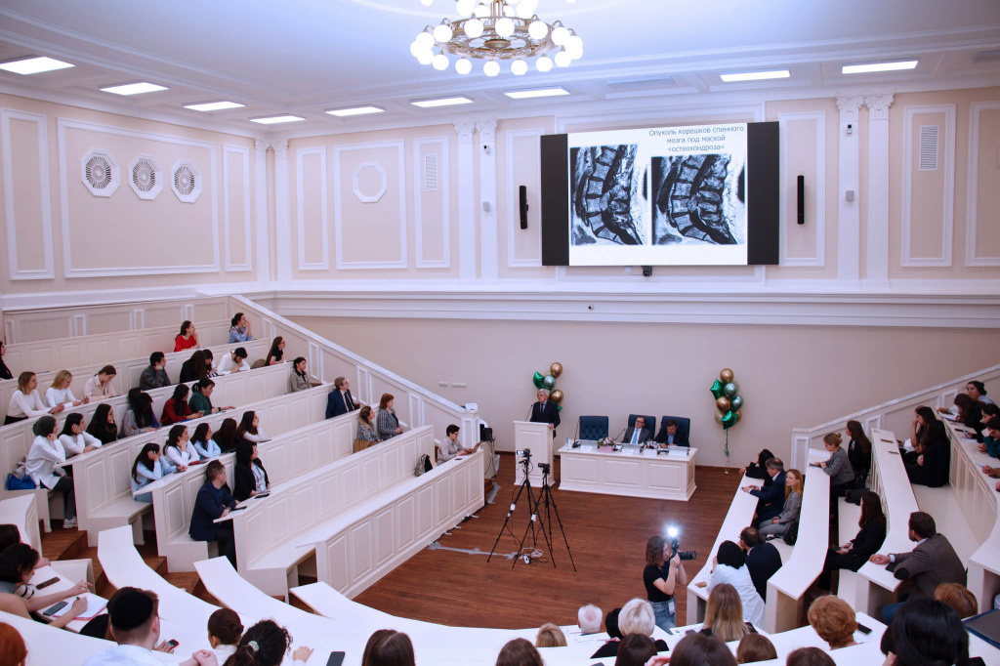 Опухоль корешков спинного
мозга под маской
«остеохондроза»